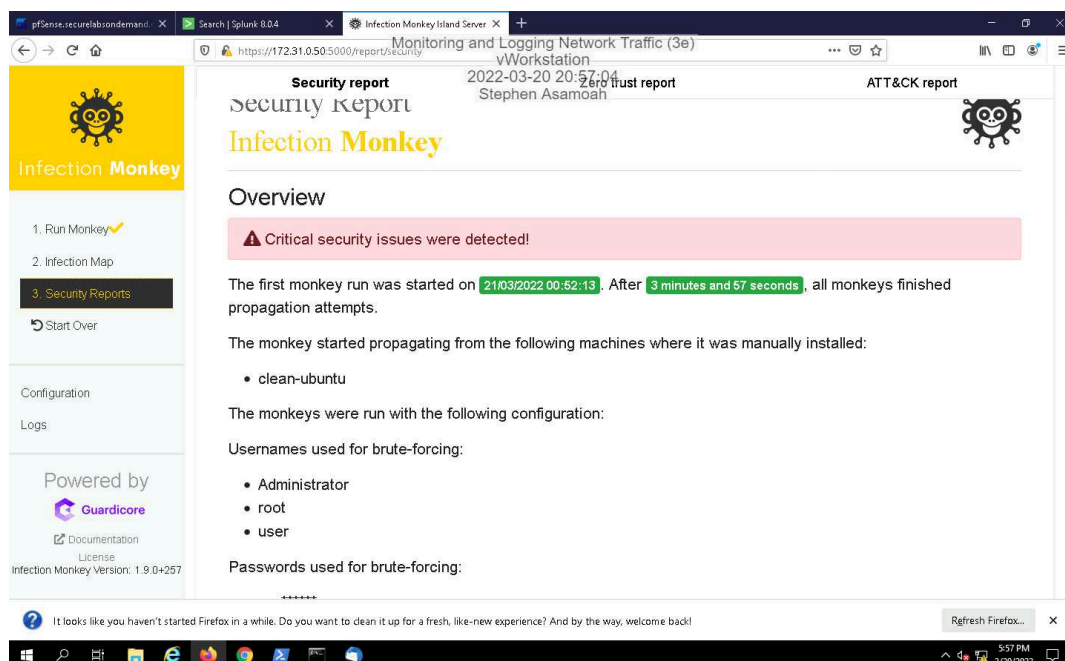 pfSense.securelabsondemand.
Search | Splunk 8.0.4
Infection Monkey Island Server
https://172.31.0.50:5000/report/security
Monitoring and Logging Network Traffic (3e)
vWorkstation
2022-03-20 20:57:04
Stephen Asamoah
Security report
Zero trust report
ATT&CK report
Infection Monkey
1. Run Monkey
2. Infection Map
3. Security Reports
Start Over
Configuration
Logs
Powered by
Guardicore
Documentation
License
Infection Monkey Version: 1.9.0+257
Security Report
Infection Monkey
Overview
Critical security issues were detected!
The first monkey run was started on 21/03/2022 00:52:13. After 3 minutes and 57 seconds, all monkeys finished
propagation attempts.
The monkey started propagating from the following machines where it was manually installed:
• clean-ubuntu
The monkeys were run with the following configuration:
Usernames used for brute-forcing:
• Administrator
• root
• user
Passwords used for brute-forcing:
******
It looks like you haven't started Firefox in a while. Do you want to clean it up for a fresh, like-new experience? And by the way, welcome back!
Refresh Firefox...
5:57 PM
3/20/2022